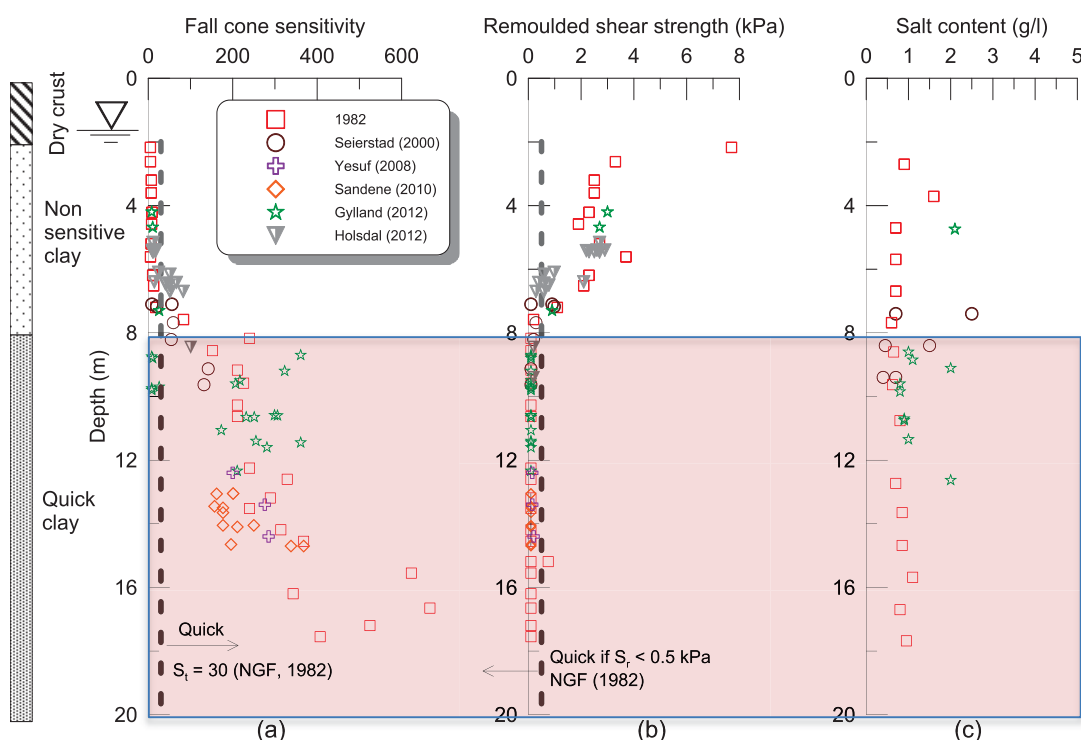 Fall cone sensitivity
Remoulded shear strength (kPa)
Salt content (g/l)
0 200 400 600
0 2 4 6 8
0 1 2 3 4 5
0
4
8
12
16
20
Depth (m)
Dry crust
Non
sensitive clay
Quick
clay
1982
Seierstad (2000)
Yesuf (2008)
Sandene (2010)
Gylland (2012)
Holsdal (2012)
Quick
St = 30 (NGF, 1982)
Quick if Sr < 0.5 kPa
NGF (1982)
(a)
(b)
(c)